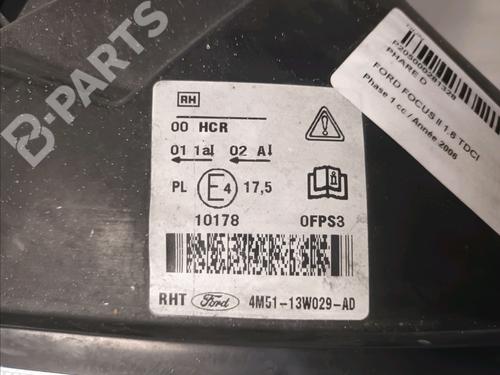 B-PARTS
P205000281328
PHARE D
FORD FOCUS II 1.6 TDCI
Phase 1 cc / Année 2006
RH
00 HCR
01 1a 02 A
PL E4 17,5
10178 0FPS3
RHT Ford 4M51-13W029-AD